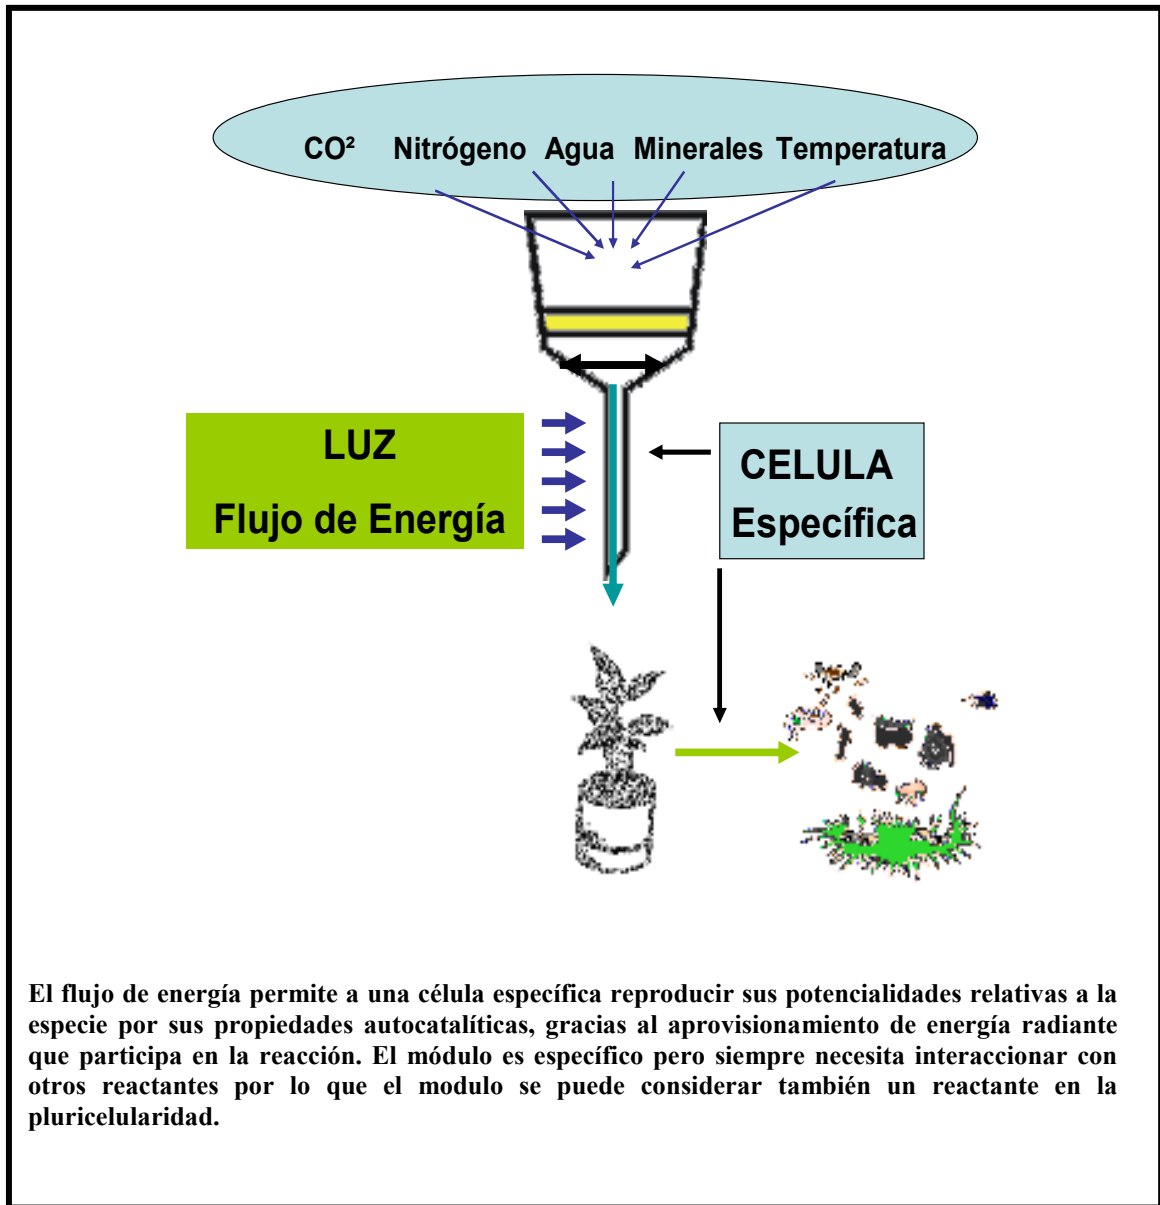 CO² Nitrógeno Agua Minerales Temperatura
LUZ
Flujo de Energía
CELULA
Específica
El flujo de energía permite a una célula específica reproducir sus potencialidades relativas a la
especie por sus propiedades autocatalíticas, gracias al aprovisionamiento de energía radiante
que participa en la reacción. El módulo es específico pero siempre necesita interaccionar con
otros reactantes por lo que el modulo se puede considerar también un reactante en la
pluricelularidad.